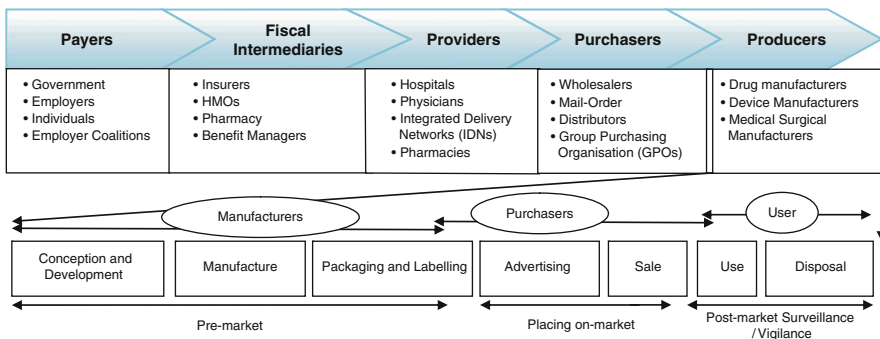 Payers
Fiscal
Intermediaries
Providers
Purchasers
Producers
• Government
• Employers
• Individuals
• Employer Coalitions
• Insurers
• HMOs
• Pharmacy
• Benefit Managers
• Hospitals
• Physicians
• Integrated Delivery
Networks (IDNs)
• Pharmacies
• Wholesalers
• Mail-Order
• Distributors
• Group Purchasing
Organisation (GPOs)
• Drug manufacturers
• Device Manufacturers
• Medical Surgical
Manufacturers
Manufacturers
Purchasers
User
Conception and
Development
Manufacture
Packaging and Labelling
Advertising
Sale
Use
Disposal
Pre-market
Placing on-market
Post-market Surveillance
/Vigilance